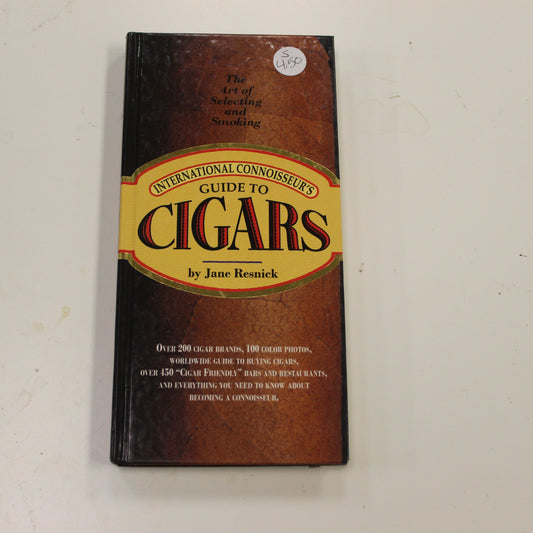 S
4.50
The
Art of
Selecting
and
Smoking
INTERNATIONAL CONNOISSEUR'S
GUIDE TO
CIGARS
by Jane Resnick
OVER 200 CIGAR BRANDS, 100 COLOR PHOTOS,
WORLDWIDE GUIDE TO BUYING CIGARS,
OVER 450 "CIGAR FRIENDLY" BARS AND RESTAURANTS,
AND EVERYTHING YOU NEED TO KNOW ABOUT
BECOMING A CONNOISSEUR.